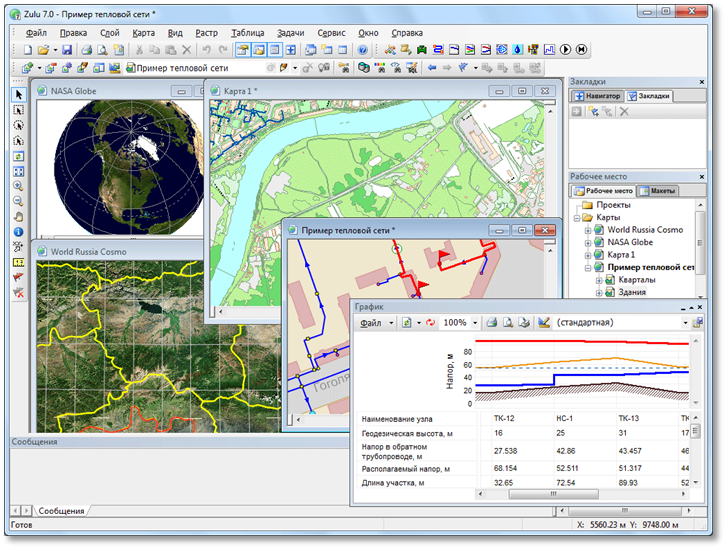 Zulu 7.0 - Пример тепловой сети *
Файл Правка Слой Карта Вид Растр Таблица Задачи Сервис Окно Справка
Пример тепловой сети
NASA Globe
Карта 1 *
World Russia Cosmo
Пример тепловой сети *
Гоголя
Закладки
Навигатор Закладки
Рабочее место
Рабочее место Макеты
Проекты
Карты
World Russia Cosmo
NASA Globe
Карта 1
Пример тепловой сет
Кварталы
Здания
График
Файл 100% (стандартная)
Напор, м
80
60
40
20
0
Наименование узла ТК-12 НС-1 ТК-13 ТК
Геодезическая высота, м 16 25 31 17
Напор в обратном
трубопроводе, м 27.538 42.86 43.457 46
Располагаемый напор, м 68.154 52.511 51.317 44
Длина участка, м 32.65 72.54 89.93 52
Сообщения
Сообщения
Готов X: 5560.23 м Y: 9748.00 м